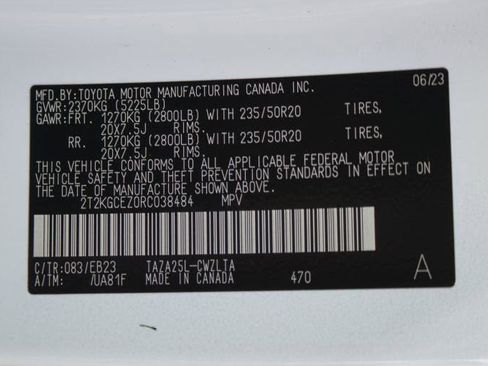 MFD.BY:TOYOTA MOTOR MANUFACTURING CANADA INC. 06/23
GVWR:2370KG (5225LB)
GAWR:FRT. 1270KG (2800LB) WITH 235/50R20 TIRES,
20X7.5J RIMS.
RR. 1270KG (2800LB) WITH 235/50R20 TIRES,
20X7.5J RIMS.
THIS VEHICLE CONFORMS TO ALL APPLICABLE FEDERAL MOTOR
VEHICLE SAFETY AND THEFT PREVENTION STANDARDS IN EFFECT ON
THE DATE OF MANUFACTURE SHOWN ABOVE.
2T2KGCEZ0RC038484 MPV
C/TR:083/EB23 TAZA25L-CWZLTA A
A/TM: /UA81F MADE IN CANADA 470